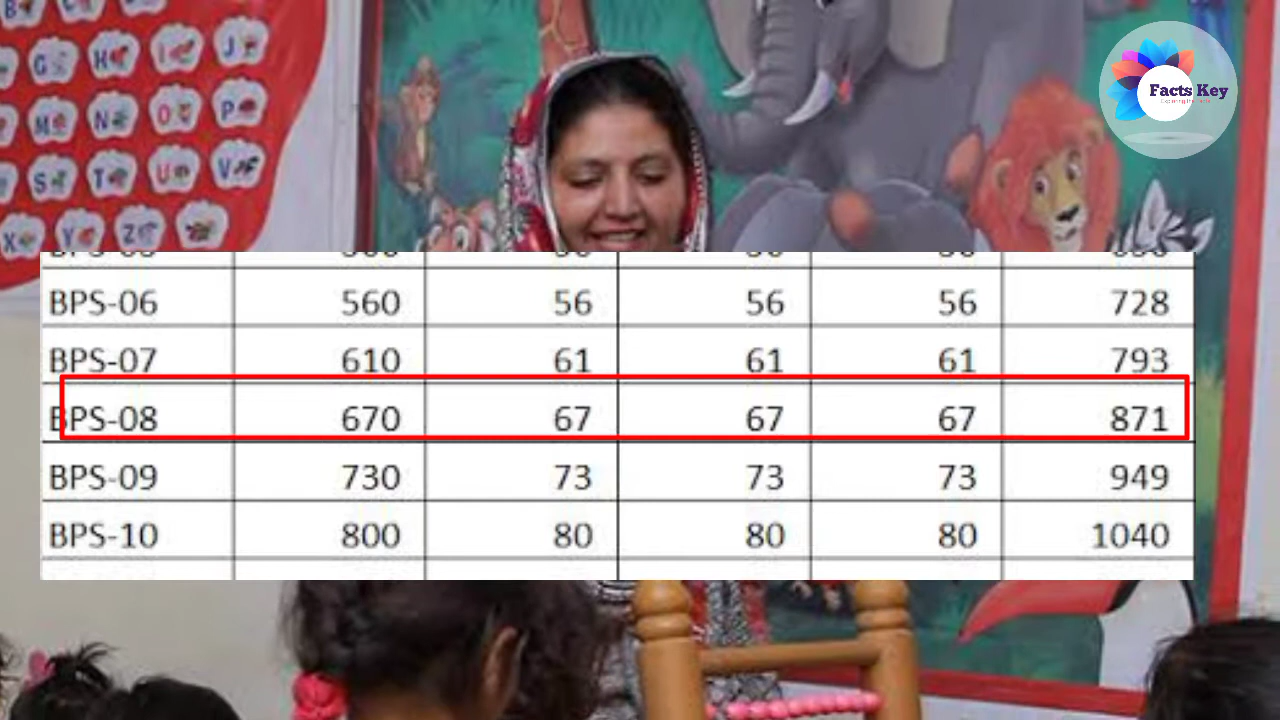 G H I J
M N O P
S T U V
X Y Z
Facts Key
BPS-06 560 56 56 56 728
BPS-07 610 61 61 61 793
BPS-08 670 67 67 67 871
BPS-09 730 73 73 73 949
BPS-10 800 80 80 80 1040